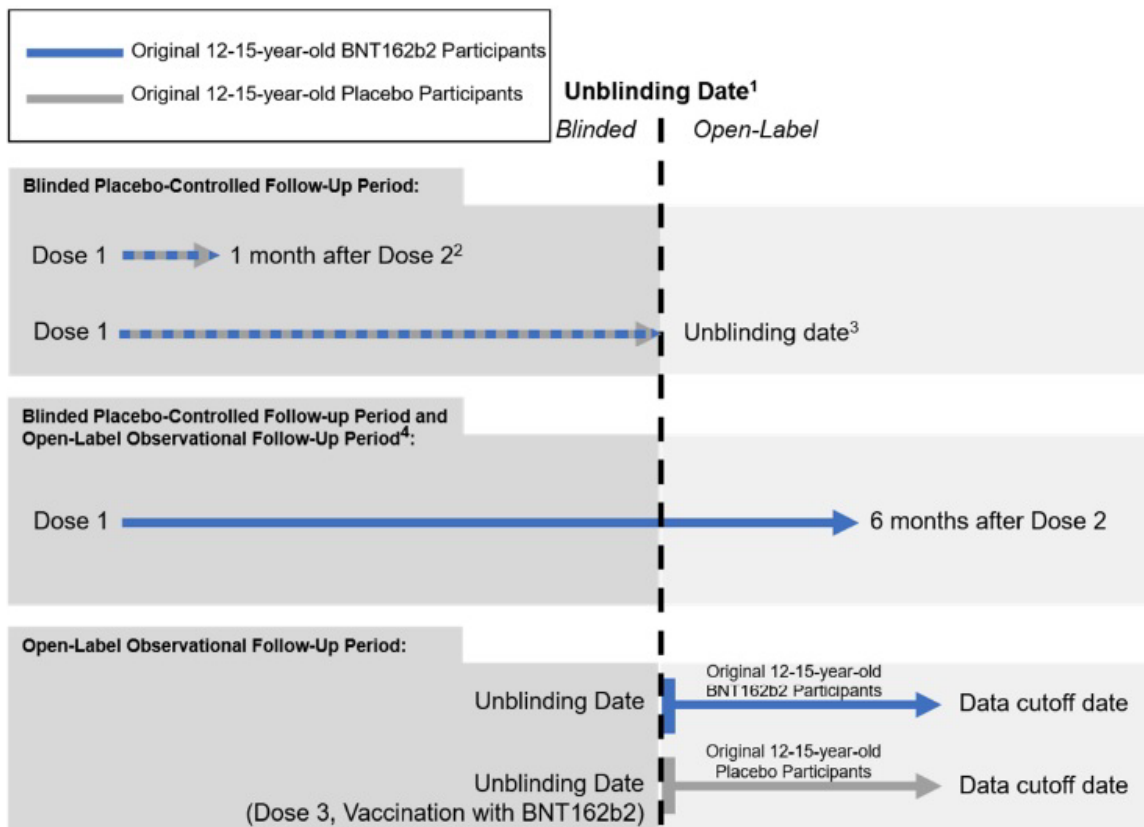 Original 12-15-year-old BNT162b2 Participants
Original 12-15-year-old Placebo Participants
Unblinding Date¹
Blinded
Open-Label
Blinded Placebo-Controlled Follow-Up Period:
Dose 1
1 month after Dose 2²
Dose 1
Unblinding date³
Blinded Placebo-Controlled Follow-up Period and
Open-Label Observational Follow-Up Period⁴:
Dose 1
6 months after Dose 2
Open-Label Observational Follow-Up Period:
Unblinding Date
Original 12-15-year-old
BNT162b2 Participants
Data cutoff date
Unblinding Date
(Dose 3, Vaccination with BNT162b2)
Original 12-15-year-old
Placebo Participants
Data cutoff date